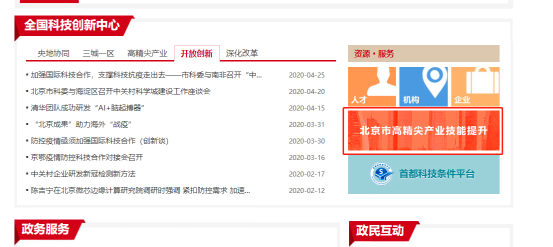 全国科技创新中心
央地协同 三城一区 高精尖产业 开放创新 深化改革
资源·服务
• 加强国际科技合作，支撑科技抗疫走出去——市科委与南非召开“中... 2020-04-25
• 北京市科委与海淀区召开中关村科学城建设工作座谈会 2020-04-20
• 清华团队成功研发“AI+脑起搏器” 2020-04-15
• “北京成果”助力海外“战疫” 2020-03-31
• 防控疫情亟须加强国际科技合作（创新谈） 2020-03-30
• 京鄂疫情防控科技合作对接会召开 2020-03-16
• 中关村企业研发新冠检测新方法 2020-02-17
• 陈吉宁在北京微芯边缘计算研究院调研时强调 紧扣防控需求 加速... 2020-02-12
人才 机构 企业
北京市高精尖产业技能提升
首都科技条件平台
政务服务
政民互动